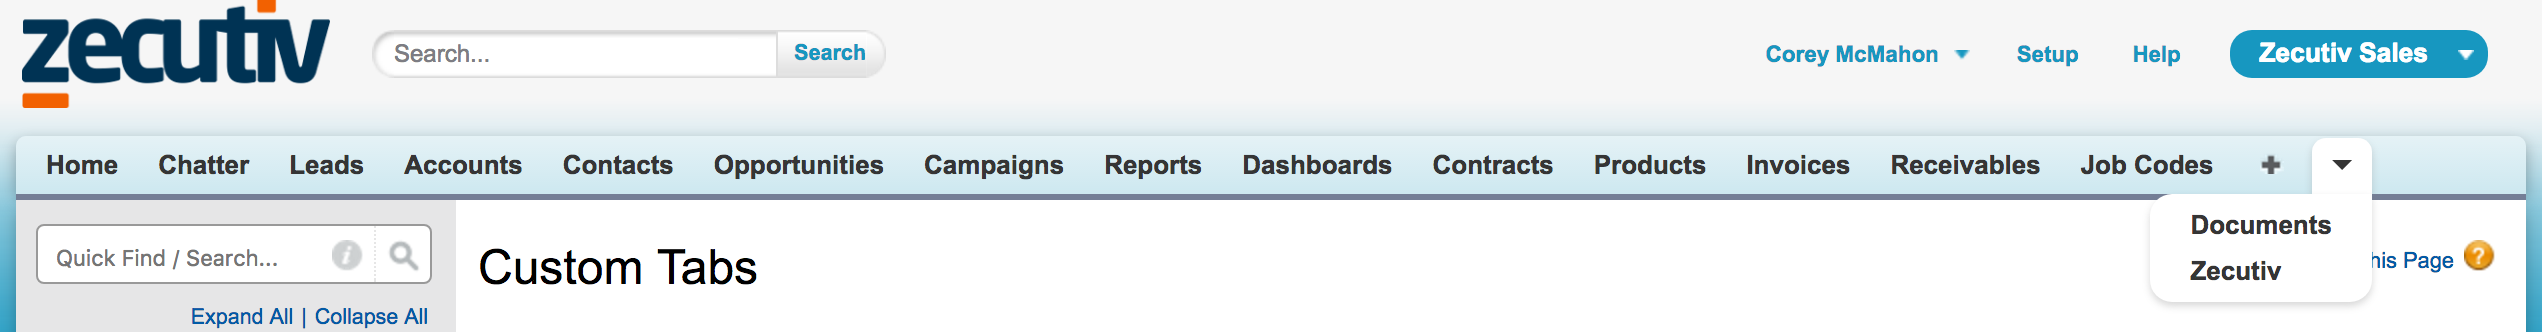 zecutiv
Search... Search
Corey McMahon Setup Help Zecutiv Sales
Home Chatter Leads Accounts Contacts Opportunities Campaigns Reports Dashboards Contracts Products Invoices Receivables Job Codes +
Documents
Zecutiv
Quick Find / Search... i
Custom Tabs
his Page ?
Expand All | Collapse All